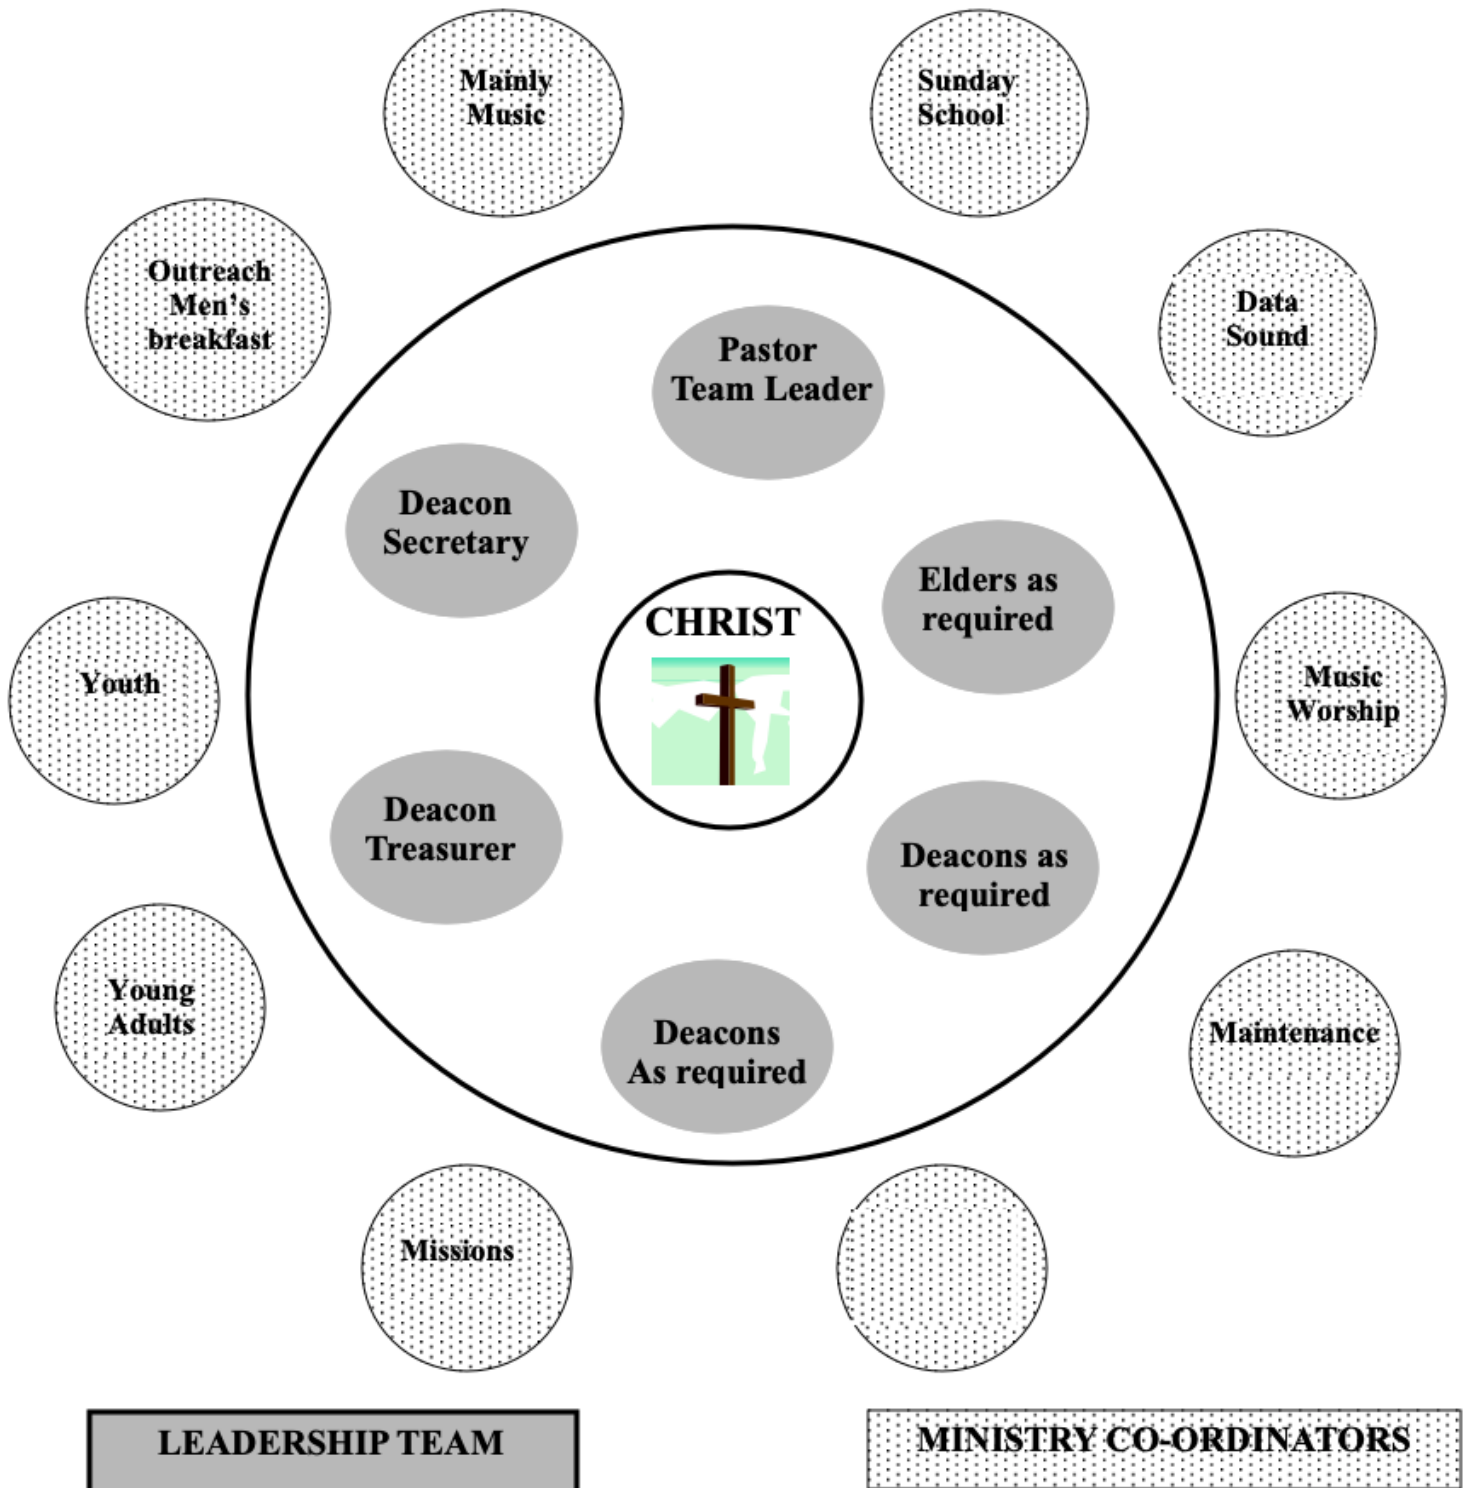 Mainly
Music
Sunday
School
Outreach
Men's
breakfast
Data
Sound
Pastor
Team Leader
Deacon
Secretary
Elders as
required
CHRIST
Youth
Music
Worship
Deacon
Treasurer
Deacons as
required
Young
Adults
Deacons
As required
Maintenance
Missions
LEADERSHIP TEAM
MINISTRY CO-ORDINATORS